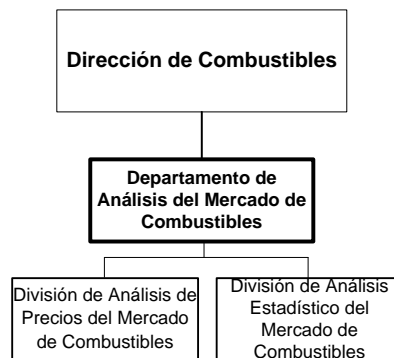 Dirección de Combustibles
Departamento de
Análisis del Mercado de
Combustibles
División de Análisis de
Precios del Mercado
de Combustibles
División de Análisis
Estadístico del
Mercado de
Combustibles